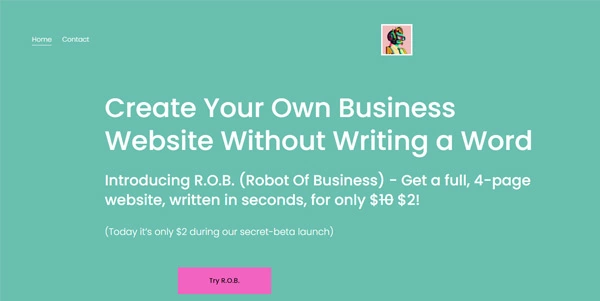 Home Contact
Create Your Own Business
Website Without Writing a Word
Introducing R.O.B. (Robot Of Business) - Get a full, 4-page
website, written in seconds, for only $10 $2!
(Today it's only $2 during our secret-beta launch)
Try R.O.B.